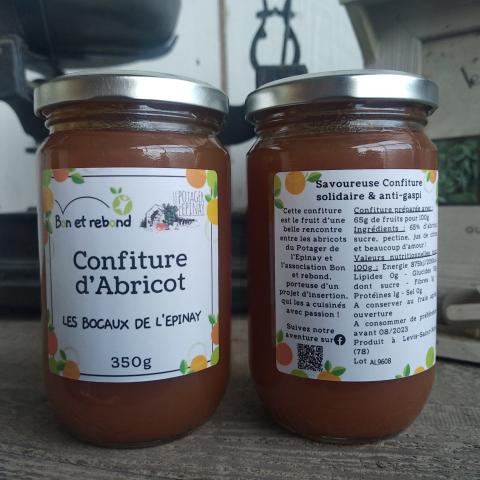 Bon et rebond
LE POTAGER
DE L'EPINAY
Confiture
d'Abricot
LES BOCAUX DE L'EPINAY
350g
Savoureuse Confiture
solidaire & anti-gaspi
Cette confiture
est le fruit d'une
belle rencontre
entre les abricots
du Potager de
l'Epinay et
l'association Bon
et rebond,
porteuse d'un
projet d'insertion,
qui les a cuisinés
avec passion !
Suivez notre
aventure sur
Confiture préparée avec
65g de fruits pour 100g
Ingrédients : 65% d'abricots
sucre, pectine, jus de citron
et beaucoup d'amour !
Valeurs nutritionnelles
100g : Energie
Lipides 0g - Glucides
dont sucre - Fibres
Protéines 1g - Sel 0g
A conserver au frais après
ouverture
A consommer de préférence
avant 08/2023
Produit à Levis-Saint-
(78)
Lot AL9608